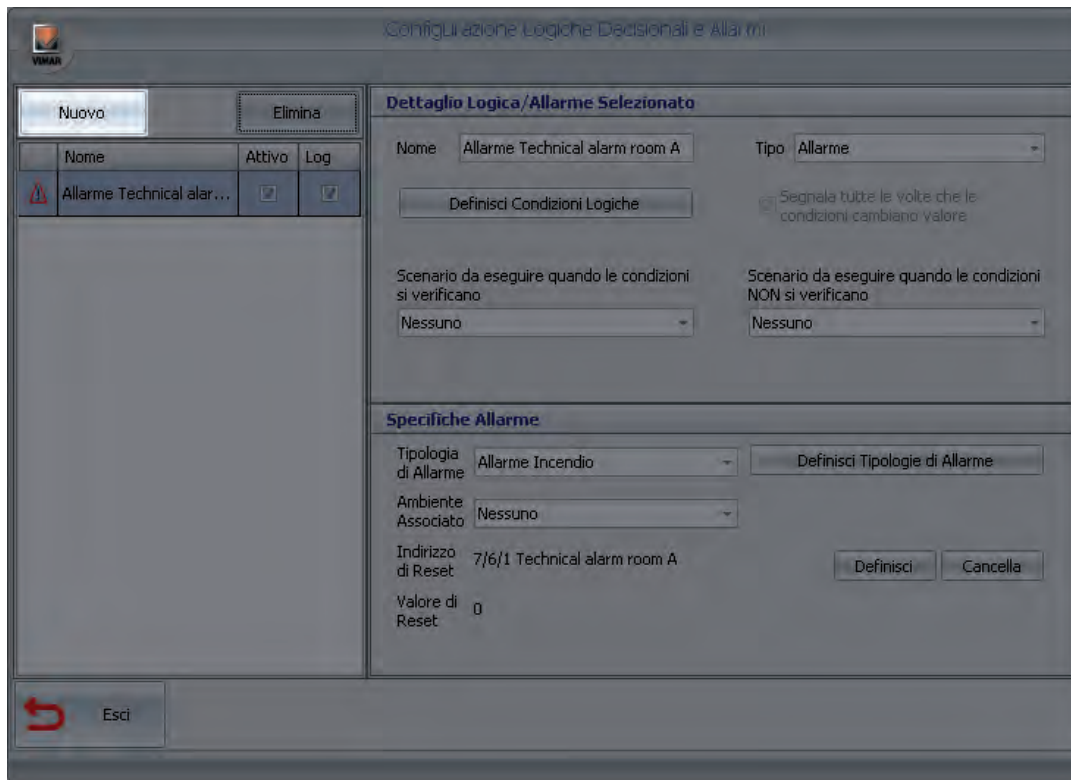 Configurazione Logiche Decisionali e Allarmi
VIMAR
Nuovo
Elimina
Nome
Attivo
Log
Allarme Technical alar...
Dettaglio Logica/Allarme Selezionato
Nome
Allarme Technical alarm room A
Tipo
Allarme
Definisci Condizioni Logiche
Segnala tutte le volte che le
condizioni cambiano valore
Scenario da eseguire quando le condizioni
si verificano
Nessuno
Scenario da eseguire quando le condizioni
NON si verificano
Nessuno
Specifiche Allarme
Tipologia
di Allarme
Allarme Incendio
Definisci Tipologie di Allarme
Ambiente
Associato
Nessuno
Indirizzo
di Reset
7/6/1 Technical alarm room A
Definisci
Cancella
Valore di
Reset
0
Esci